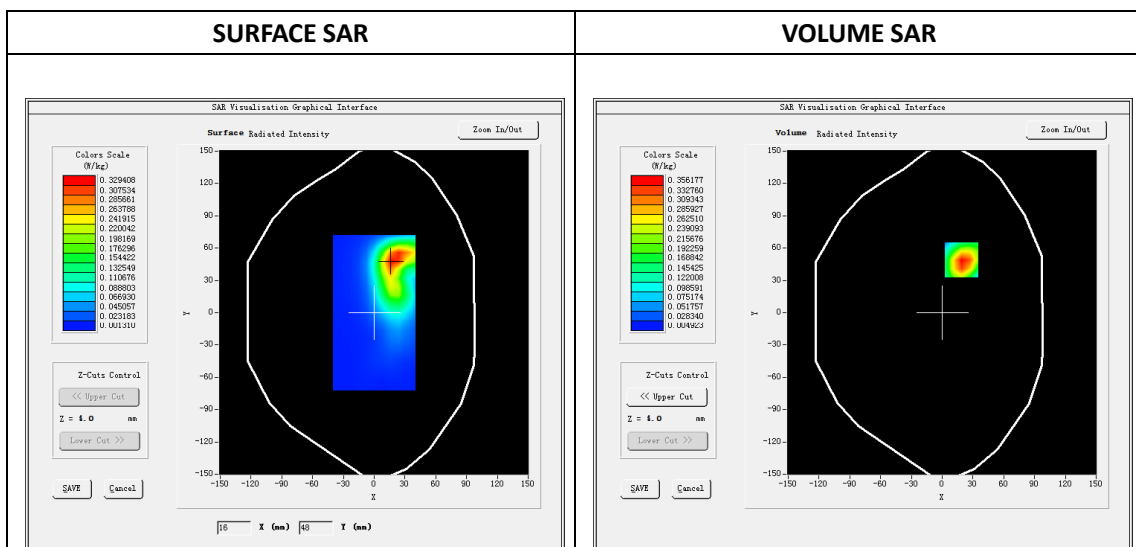 SURFACE SAR
VOLUME SAR
SAR Visualisation Graphical Interface
Surface Radiated Intensity
Zoom In/Out
Colors Scale
(W/kg)
0.329408
0.307534
0.285661
0.263788
0.241915
0.220042
0.198169
0.176296
0.154422
0.132549
0.110676
0.088803
0.066930
0.045057
0.023183
0.001310
Z-Cuts Control
<< Upper Cut
Z = 4.0 mm
Lower Cut >>
SAVE
Cancel
150
120
90
60
30
0
-30
-60
-90
-120
-150
Y
-150 -120 -90 -60 -30 0 30 60 90 120 150
X
16 X (mm) 48 Y (mm)
SAR Visualisation Graphical Interface
Volume Radiated Intensity
Zoom In/Out
Colors Scale
(W/kg)
0.356177
0.332760
0.309343
0.285927
0.262510
0.239093
0.215676
0.192259
0.168842
0.145425
0.122008
0.098591
0.075174
0.051757
0.028340
0.004923
Z-Cuts Control
<< Upper Cut
Z = 4.0 mm
Lower Cut >>
SAVE
Cancel
150
120
90
60
30
0
-30
-60
-90
-120
-150
Y
-150 -120 -90 -60 -30 0 30 60 90 120 150
X